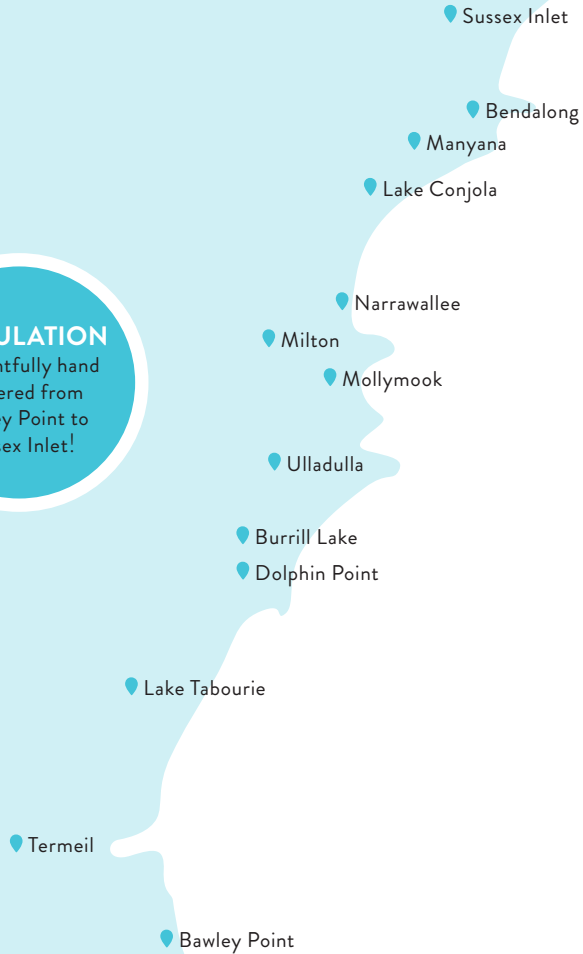 Sussex Inlet
Bendalong
Manyana
Lake Conjola
Narrawallee
ULATION
tfully hand
ered from
y Point to
ex Inlet!
Milton
Mollymook
Ulladulla
Burrill Lake
Dolphin Point
Lake Tabourie
Termeil
Bawley Point